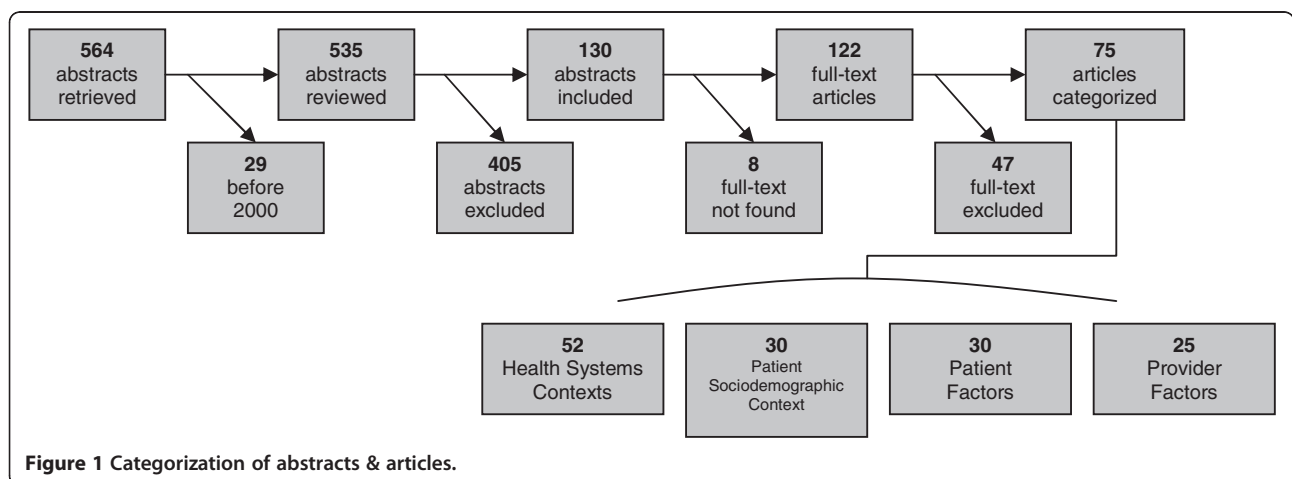 564
abstracts
retrieved
535
abstracts
reviewed
130
abstracts
included
122
full-text
articles
75
articles
categorized
29
before
2000
405
abstracts
excluded
8
full-text
not found
47
full-text
excluded
52
Health Systems
Contexts
30
Patient
Sociodemographic
Context
30
Patient
Factors
25
Provider
Factors
Figure 1 Categorization of abstracts & articles.